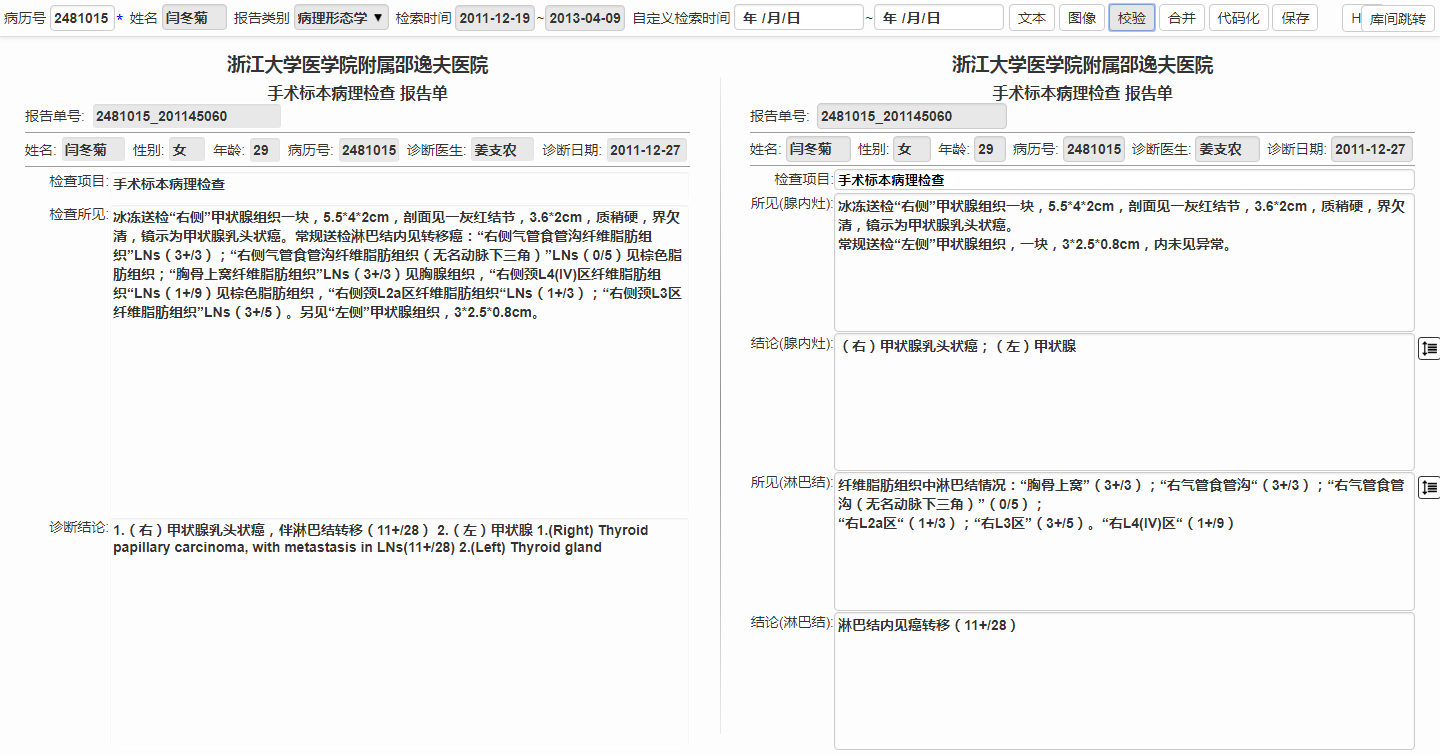 病历号 2481015 * 姓名 闫冬菊 报告类别 病理形态学 ▼ 检索时间 2011-12-19 ~ 2013-04-09 自定义检索时间 年 /月/日 ~ 年 /月/日 文本 图像 校验 合并 代码化 保存 H 库间跳转
浙江大学医学院附属邵逸夫医院
手术标本病理检查 报告单
报告单号: 2481015_201145060
姓名: 闫冬菊 性别: 女 年龄: 29 病历号: 2481015 诊断医生: 姜支农 诊断日期: 2011-12-27
检查项目: 手术标本病理检查
检查所见: 冰冻送检“右侧”甲状腺组织一块，5.5*4*2cm，剖面见一灰红结节，3.6*2cm，质稍硬，界欠
清，镜示为甲状腺乳头状癌。常规送检淋巴结内见转移癌：“右侧气管食管沟纤维脂肪组
织”LNs（3+/3）；“右侧气管食管沟纤维脂肪组织（无名动脉下三角）”LNs（0/5）见棕色脂
肪组织；“胸骨上窝纤维脂肪组织”LNs（3+/3）见胸腺组织，“右侧颈L4(IV)区纤维脂肪组
织“LNs（1+/9）见棕色脂肪组织，“右侧颈L2a区纤维脂肪组织“LNs（1+/3）；“右侧颈L3区
纤维脂肪组织”LNs（3+/5）。另见“左侧”甲状腺组织，3*2.5*0.8cm。
诊断结论: 1.（右）甲状腺乳头状癌，伴淋巴结转移（11+/28） 2.（左）甲状腺 1.(Right) Thyroid
papillary carcinoma, with metastasis in LNs(11+/28) 2.(Left) Thyroid gland
浙江大学医学院附属邵逸夫医院
手术标本病理检查 报告单
报告单号: 2481015_201145060
姓名: 闫冬菊 性别: 女 年龄: 29 病历号: 2481015 诊断医生: 姜支农 诊断日期: 2011-12-27
检查项目: 手术标本病理检查
所见(腺内灶): 冰冻送检“右侧”甲状腺组织一块，5.5*4*2cm，剖面见一灰红结节，3.6*2cm，质稍硬，界欠
清，镜示为甲状腺乳头状癌。
常规送检“左侧”甲状腺组织，一块，3*2.5*0.8cm，内未见异常。
结论(腺内灶): （右）甲状腺乳头状癌；（左）甲状腺
所见(淋巴结): 纤维脂肪组织中淋巴结情况：“胸骨上窝”（3+/3）；“右气管食管沟“（3+/3）；“右气管食管
沟（无名动脉下三角）”（0/5）；
“右L2a区“（1+/3）；“右L3区”（3+/5）。“右L4(IV)区“（1+/9）
结论(淋巴结): 淋巴结内见癌转移（11+/28）